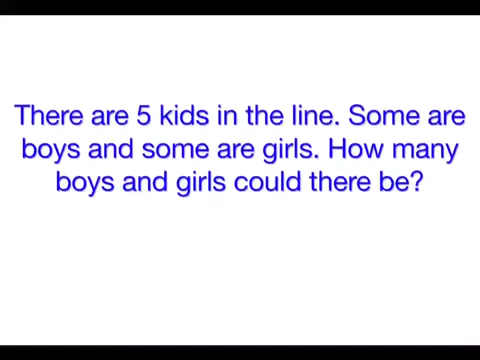 There are 5 kids in the line. Some are
boys and some are girls. How many
boys and girls could there be?